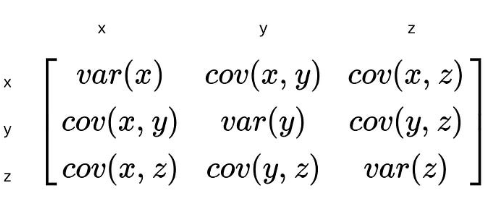 x y z
x var(x) cov(x, y) cov(x, z)
y cov(x, y) var(y) cov(y, z)
z cov(x, z) cov(y, z) var(z)